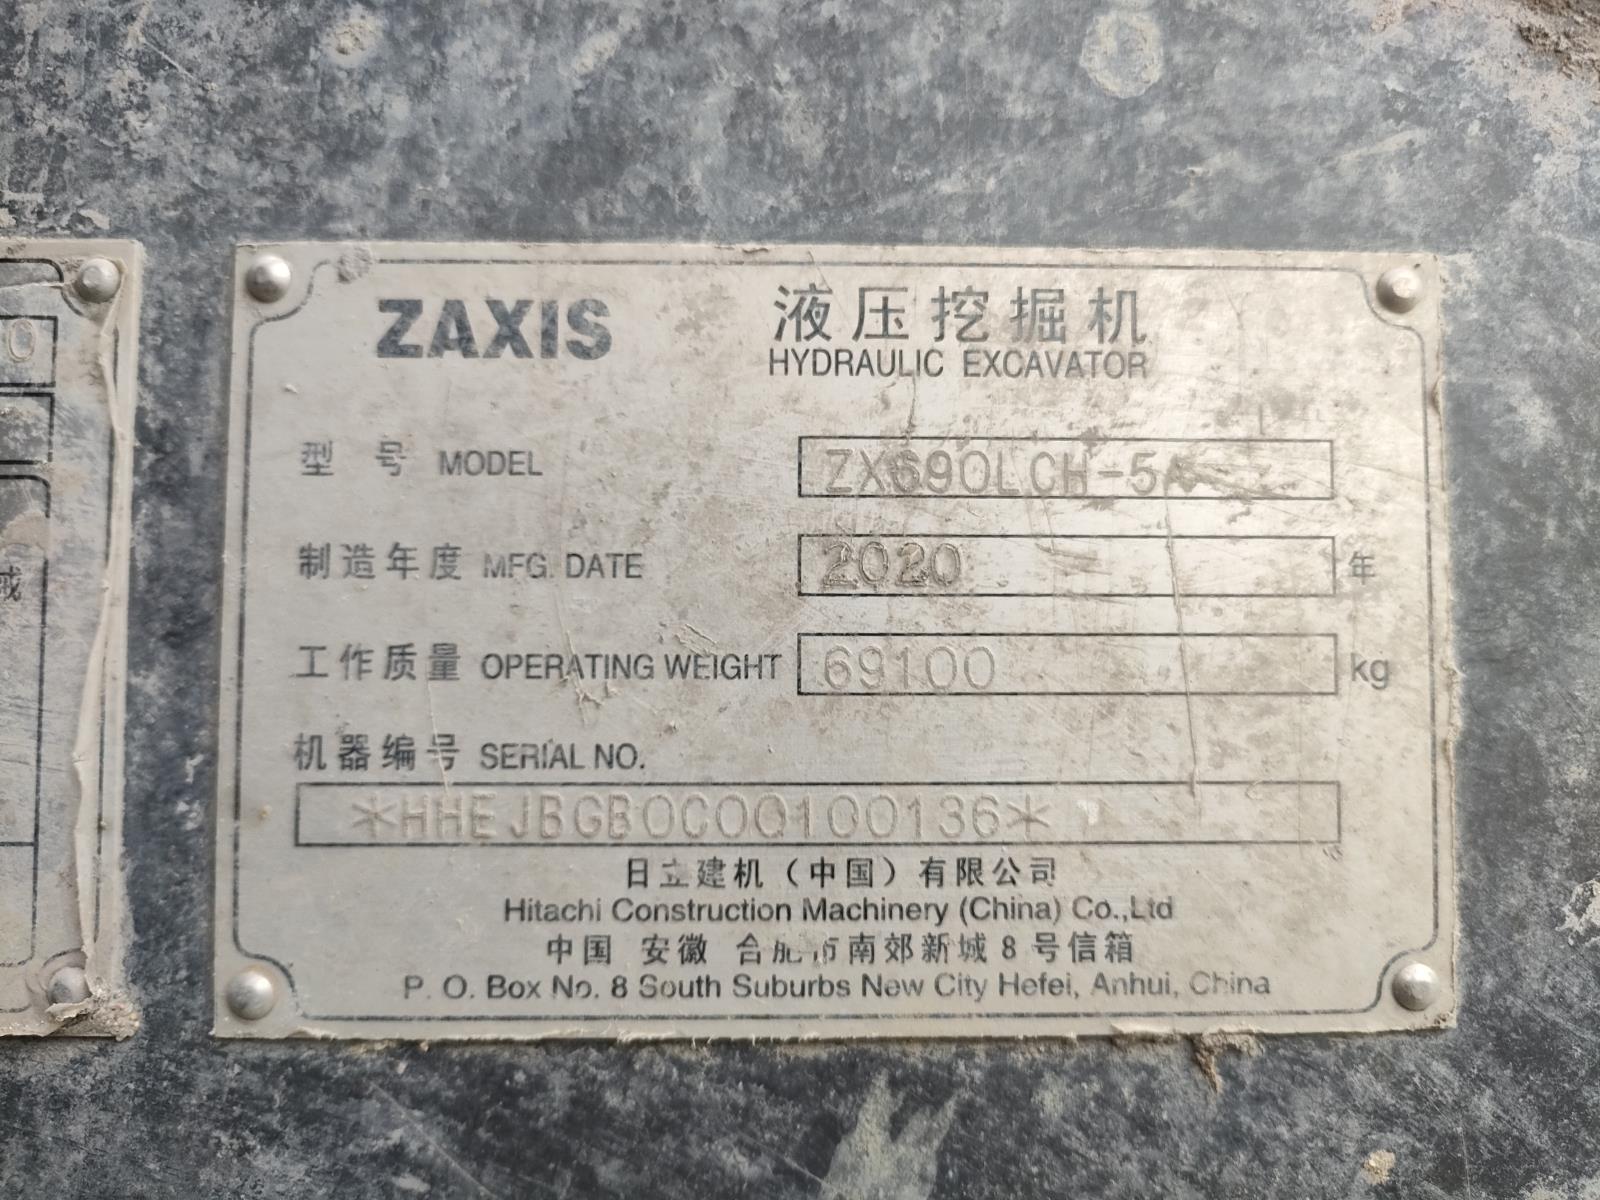 ZAXIS
液压挖掘机
HYDRAULIC EXCAVATOR
型号 MODEL ZX690LCH-5A
制造年度 MFG. DATE 2020 年
工作质量 OPERATING WEIGHT 69100 kg
机器编号 SERIAL NO.
*HHEJBGB0C00100136*
日立建机（中国）有限公司
Hitachi Construction Machinery (China) Co.,Ltd
中国 安徽 合肥市南郊新城 8 号信箱
P. O. Box No. 8 South Suburbs New City Hefei, Anhui, China
0